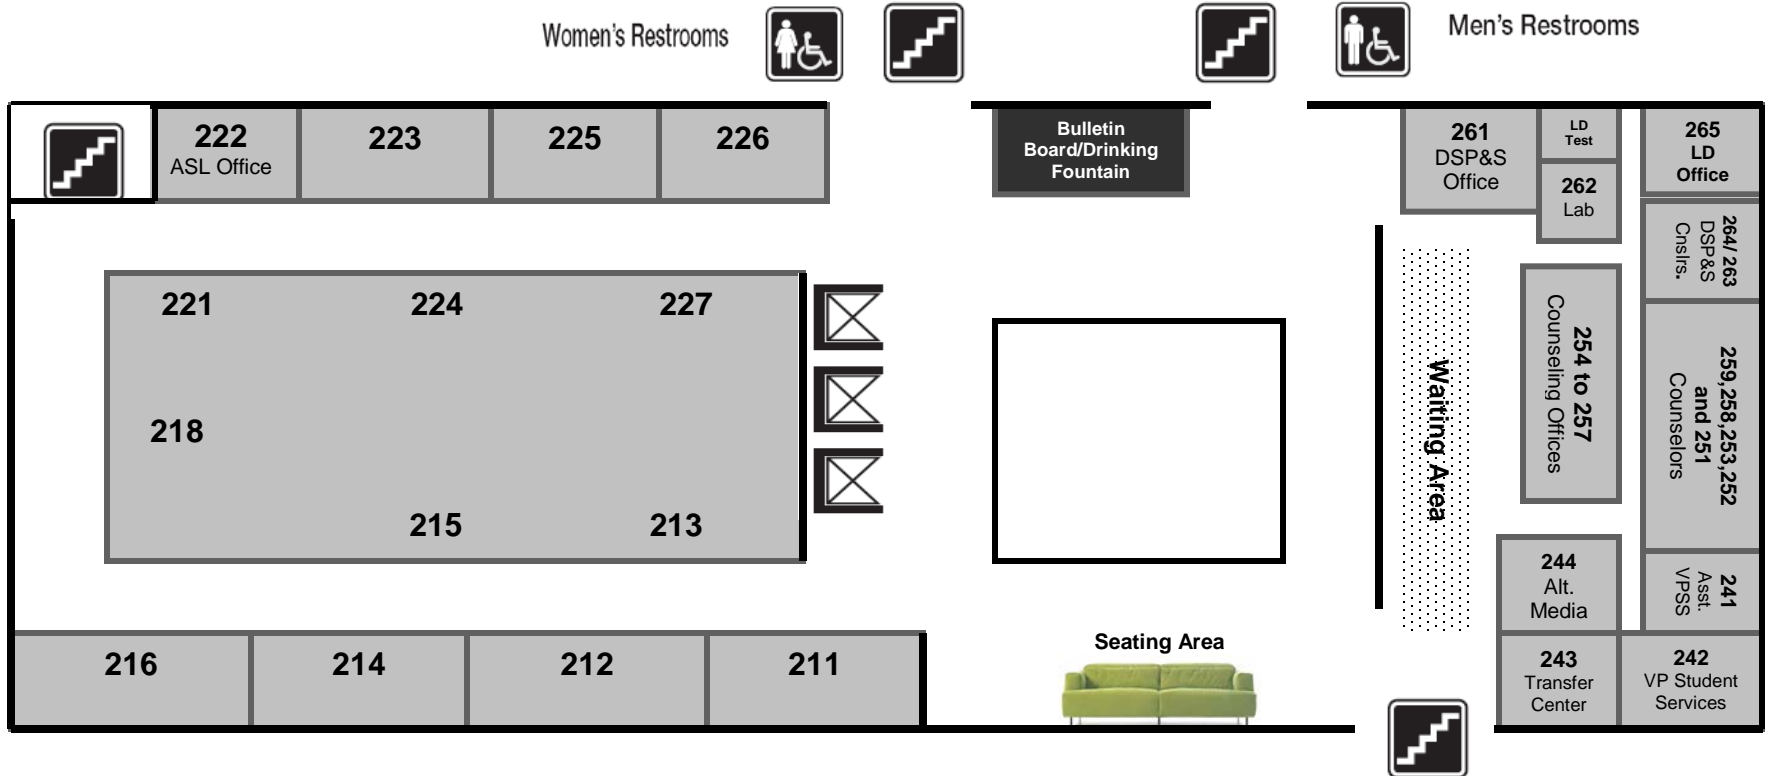 Women's Restrooms
Men's Restrooms
222
ASL Office
223
225
226
Bulletin
Board/Drinking
Fountain
261
DSP&S
Office
LD
Test
262
Lab
265
LD
Office
264/ 263
DSP&S
Cnslrs.
221
224
227
218
215
213
Waiting Area
254 to 257
Counseling Offices
259,258,253,252
and 251
Counselors
244
Alt.
Media
241
Asst.
VPSS
216
214
212
211
Seating Area
243
Transfer
Center
242
VP Student
Services